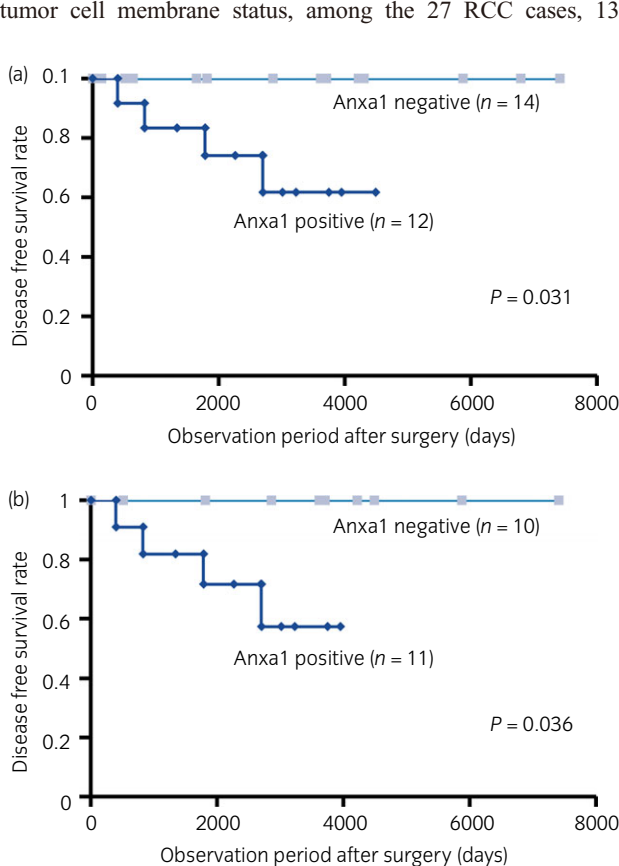 tumor cell membrane status, among the 27 RCC cases, 13
(a)
0.1
0.8
0.6
0.4
0.2
0
Disease free survival rate
Anxa1 negative (n = 14)
Anxa1 positive (n = 12)
P = 0.031
0 2000 4000 6000 8000
Observation period after surgery (days)
(b)
1
0.8
0.6
0.4
0.2
0
Disease free survival rate
Anxa1 negative (n = 10)
Anxa1 positive (n = 11)
P = 0.036
0 2000 4000 6000 8000
Observation period after surgery (days)